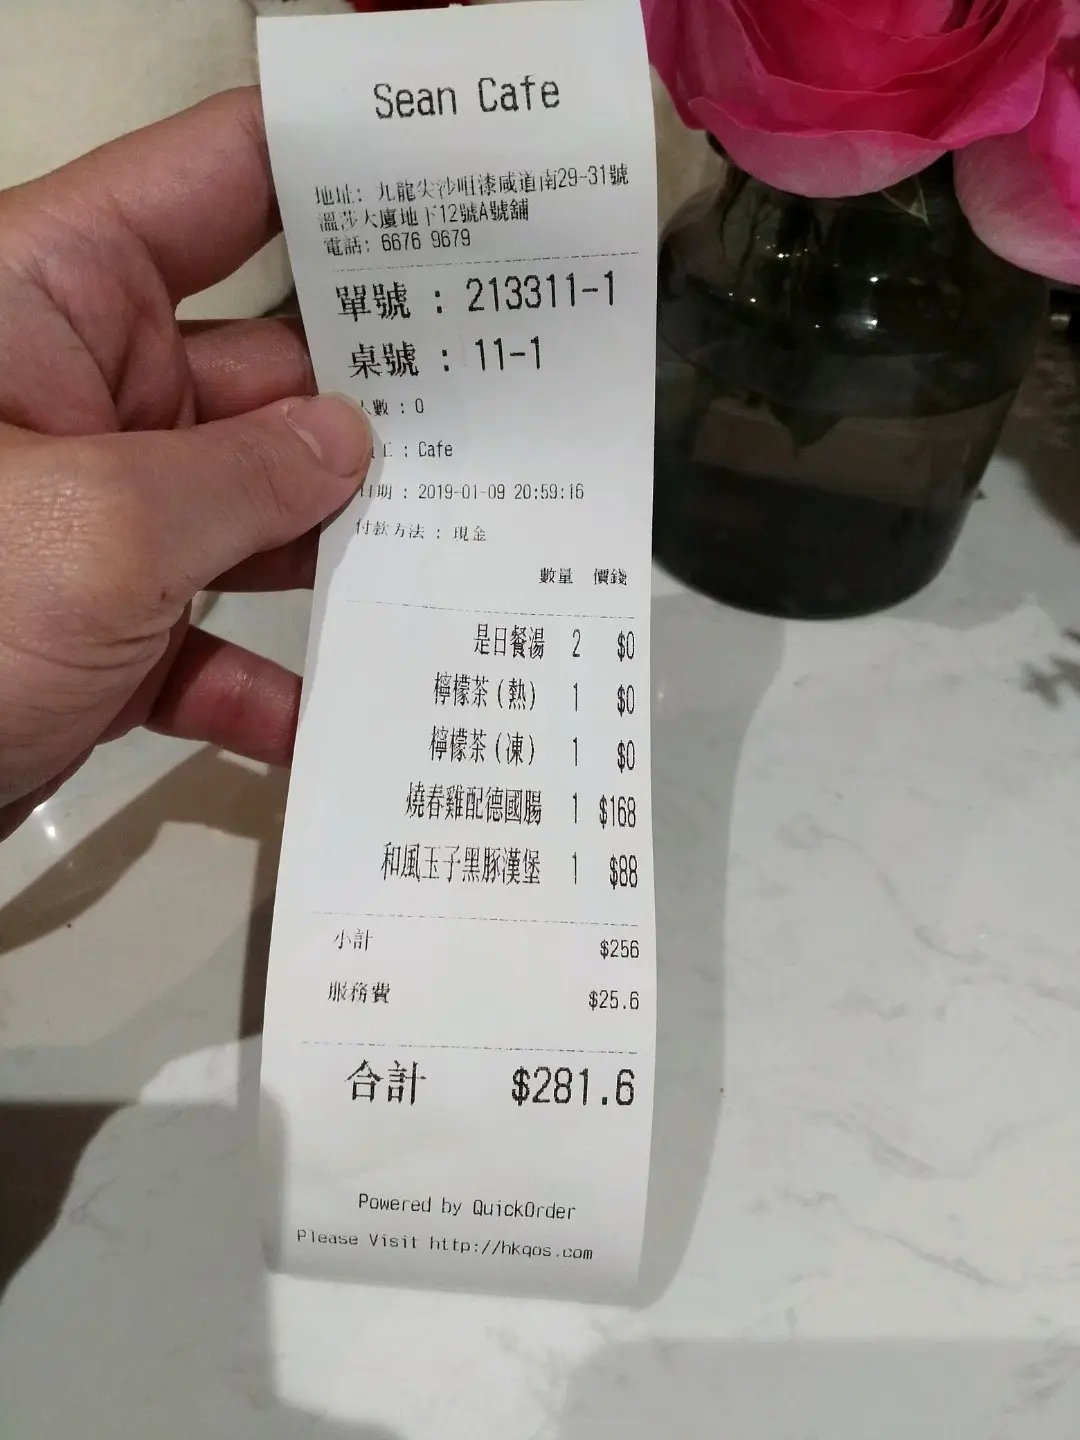 Sean Cafe
地址: 九龍尖沙咀漆咸道南29-31號
溫莎大廈地下12號A號舖
電話: 6676 9679
單號 : 213311-1
桌號 : 11-1
數 : 0
工 : Cafe
日期 : 2019-01-09 20:59:16
付款方法 : 現金
數量 價錢
是日餐湯 2 $0
檸檬茶(熱) 1 $0
檸檬茶(凍) 1 $0
燒春雞配德國腸 1 $168
和風玉子黑豚漢堡 1 $88
小計 $256
服務費 $25.6
合計 $281.6
Powered by QuickOrder
Please Visit http://hkqos.com